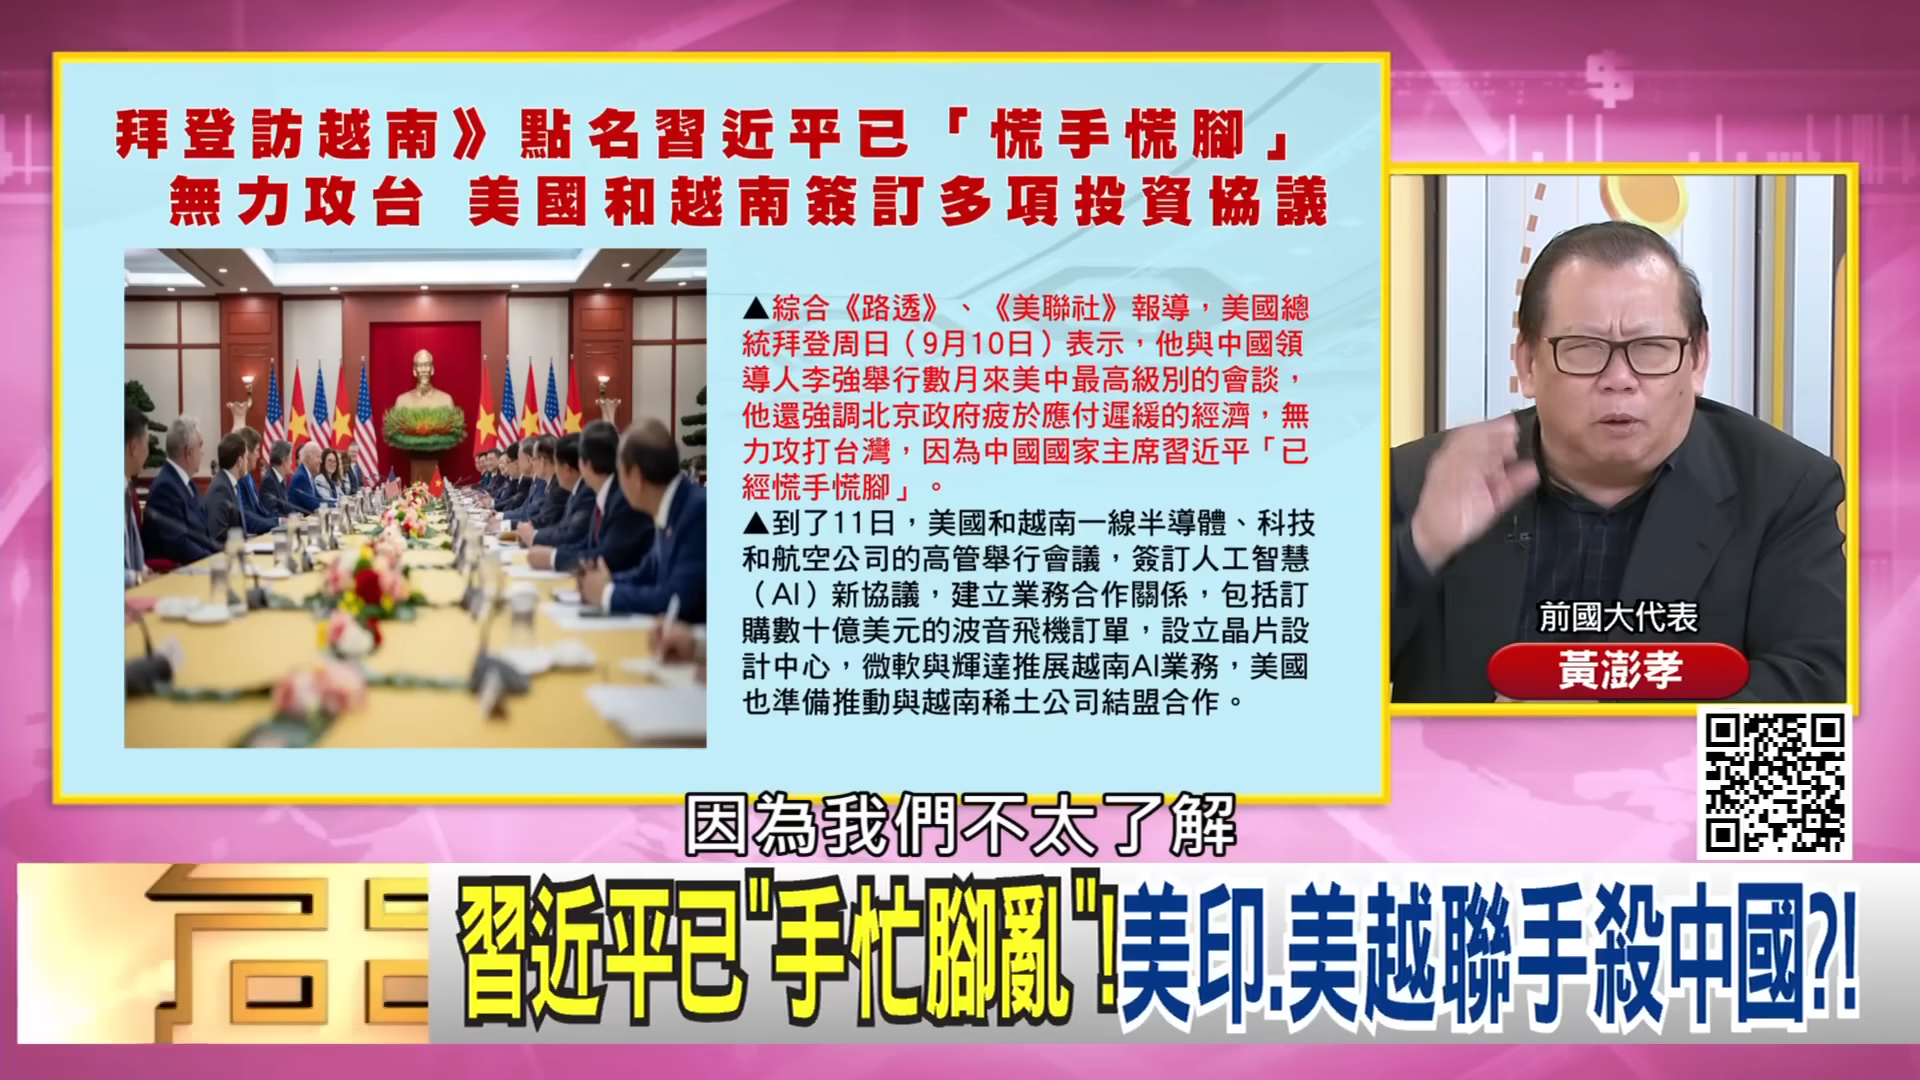 拜登訪越南》點名習近平已「慌手慌腳」
無力攻台 美國和越南簽訂多項投資協議
▲綜合《路透》、《美聯社》報導，美國總
統拜登周日（9月10日）表示，他與中國領
導人李強舉行數月來美中最高級別的會談，
他還強調北京政府疲於應付遲緩的經濟，無
力攻打台灣，因為中國國家主席習近平「已
經慌手慌腳」。
▲到了11日，美國和越南一線半導體、科技
和航空公司的高管舉行會議，簽訂人工智慧
（AI）新協議，建立業務合作關係，包括訂
購數十億美元的波音飛機訂單，設立晶片設
計中心，微軟與輝達推展越南AI業務，美國
也準備推動與越南稀土公司結盟合作。
前國大代表
黃澎孝
因為我們不太了解
習近平已"手忙腳亂"!美印.美越聯手殺中國?!